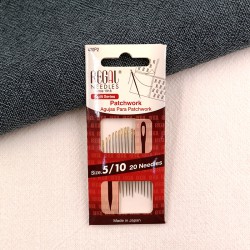 REGAL
NEEDLES
Patchwork
Agujas Para Patchwork
Size. 5/10 20 Needles
Made in Japan